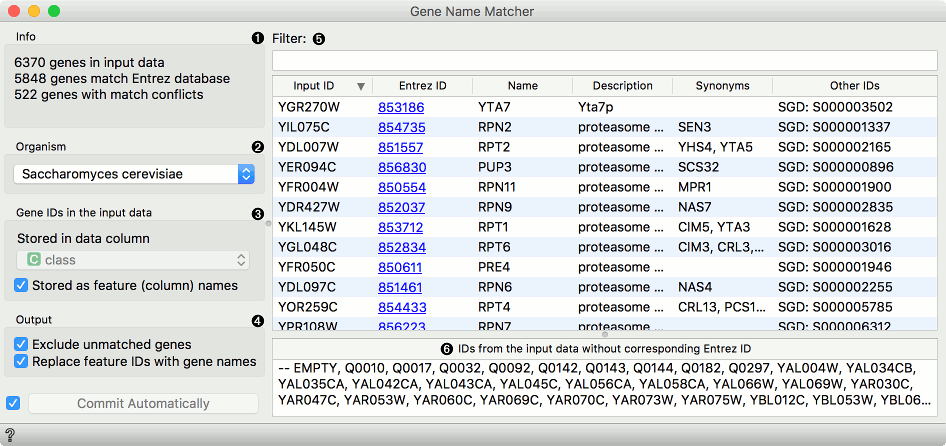 Gene Name Matcher
Info ❶
6370 genes in input data
5848 genes match Entrez database
522 genes with match conflicts
Organism ❷
Saccharomyces cerevisiae
Gene IDs in the input data ❸
Stored in data column
C class
Stored as feature (column) names
Output ❹
Exclude unmatched genes
Replace feature IDs with gene names
Commit Automatically
?
Filter: ❺
Input ID ▼ Entrez ID Name Description Synonyms Other IDs
YGR270W 853186 YTA7 Yta7p SGD: S000003502
YIL075C 854735 RPN2 proteasome ... SEN3 SGD: S000001337
YDL007W 851557 RPT2 proteasome ... YHS4, YTA5 SGD: S000002165
YER094C 856830 PUP3 proteasome ... SCS32 SGD: S000000896
YFR004W 850554 RPN11 proteasome ... MPR1 SGD: S000001900
YDR427W 852037 RPN9 proteasome ... NAS7 SGD: S000002835
YKL145W 853712 RPT1 proteasome ... CIM5, YTA3 SGD: S000001628
YGL048C 852834 RPT6 proteasome ... CIM3, CRL3,... SGD: S000003016
YFR050C 850611 PRE4 proteasome ... SGD: S000001946
YDL097C 851461 RPN6 proteasome ... NAS4 SGD: S000002255
YOR259C 854433 RPT4 proteasome ... CRL13, PCS1... SGD: S000005785
YPR108W 856223 RPN7 proteasome ... SGD: S000006312
❻ IDs from the input data without corresponding Entrez ID
-- EMPTY, Q0010, Q0017, Q0032, Q0092, Q0142, Q0143, Q0144, Q0182, Q0297, YAL004W, YAL034CB,
YAL035CA, YAL042CA, YAL043CA, YAL045C, YAL056CA, YAL058CA, YAL066W, YAL069W, YAR030C,
YAR047C, YAR053W, YAR060C, YAR069C, YAR070C, YAR073W, YAR075W, YBL012C, YBL053W, YBL06...